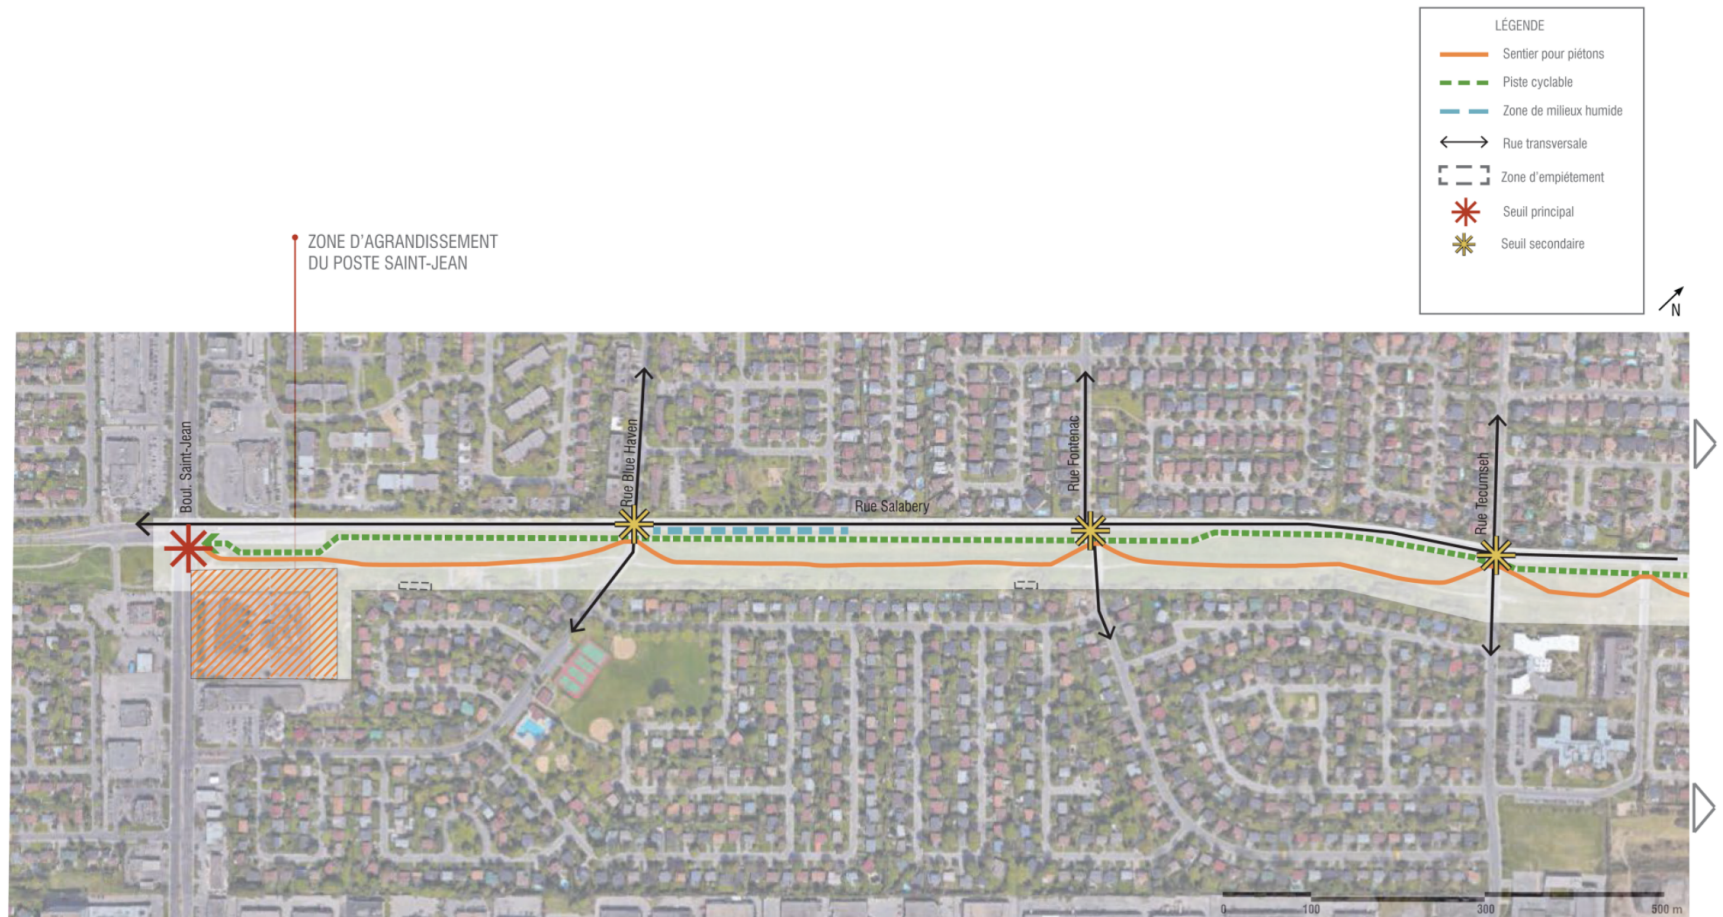 LÉGENDE
Sentier pour piétons
Piste cyclable
Zone de milieux humide
Rue transversale
Zone d'empiétement
Seuil principal
Seuil secondaire
N
ZONE D'AGRANDISSEMENT
DU POSTE SAINT-JEAN
Boul. Saint-Jean
Rue Blue Haven
Rue Salabery
Rue Fontenac
Rue Tecumseh
0
100
300
500 m